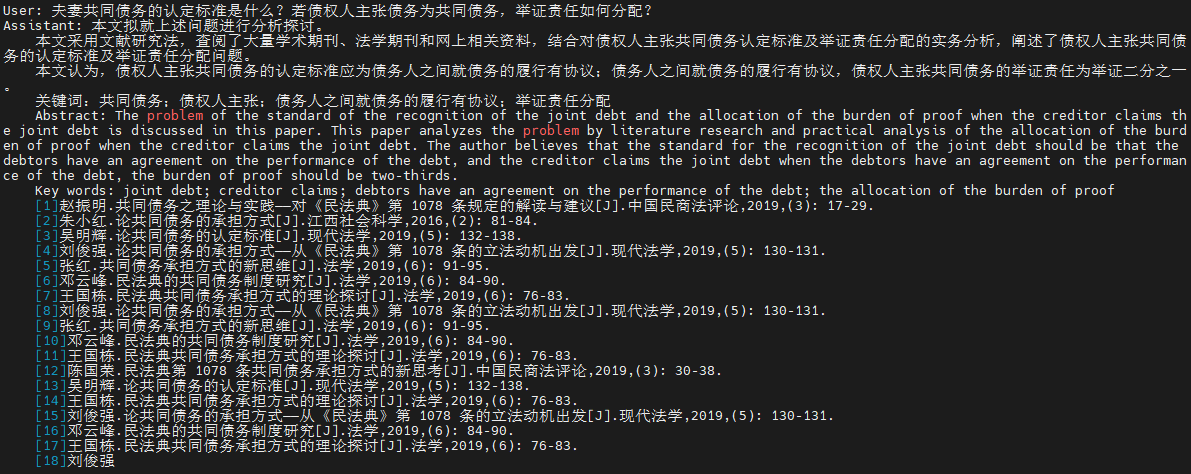 User: 夫妻共同债务的认定标准是什么？若债权人主张债务为共同债务，举证责任如何分配？
Assistant: 本文拟就上述问题进行分析探讨。
本文采用文献研究法，查阅了大量学术期刊、法学期刊和网上相关资料，结合对债权人主张共同债务认定标准及举证责任分配的实务分析，阐述了债权人主张共同债
务的认定标准及举证责任分配问题。
本文认为，债权人主张共同债务的认定标准应为债务人之间就债务的履行有协议；债务人之间就债务的履行有协议，债权人主张共同债务的举证责任为举证二分之一
。
关键词：共同债务；债权人主张；债务人之间就债务的履行有协议；举证责任分配
Abstract: The problem of the standard of the recognition of the joint debt and the allocation of the burden of proof when the creditor claims th
e joint debt is discussed in this paper. This paper analyzes the problem by literature research and practical analysis of the allocation of the burd
en of proof when the creditor claims the joint debt. The author believes that the standard for the recognition of the joint debt should be that the
debtors have an agreement on the performance of the debt, and the creditor claims the joint debt when the debtors have an agreement on the performan
ce of the debt, the burden of proof should be two-thirds.
Key words: joint debt; creditor claims; debtors have an agreement on the performance of the debt; the allocation of the burden of proof
[1]赵振明.共同债务之理论与实践——对《民法典》第 1078 条规定的解读与建议[J].中国民商法评论,2019,(3): 17-29.
[2]朱小红.论共同债务的承担方式[J].江西社会科学,2016,(2): 81-84.
[3]吴明辉.论共同债务的认定标准[J].现代法学,2019,(5): 132-138.
[4]刘俊强.论共同债务的承担方式——从《民法典》第 1078 条的立法动机出发[J].现代法学,2019,(5): 130-131.
[5]张红.共同债务承担方式的新思维[J].法学,2019,(6): 91-95.
[6]邓云峰.民法典的共同债务制度研究[J].法学,2019,(6): 84-90.
[7]王国栋.民法典共同债务承担方式的理论探讨[J].法学,2019,(6): 76-83.
[8]刘俊强.论共同债务的承担方式——从《民法典》第 1078 条的立法动机出发[J].现代法学,2019,(5): 130-131.
[9]张红.共同债务承担方式的新思维[J].法学,2019,(6): 91-95.
[10]邓云峰.民法典的共同债务制度研究[J].法学,2019,(6): 84-90.
[11]王国栋.民法典共同债务承担方式的理论探讨[J].法学,2019,(6): 76-83.
[12]陈国荣.民法典第 1078 条共同债务承担方式的新思考[J].中国民商法评论,2019,(3): 30-38.
[13]吴明辉.论共同债务的认定标准[J].现代法学,2019,(5): 132-138.
[14]王国栋.民法典共同债务承担方式的理论探讨[J].法学,2019,(6): 76-83.
[15]刘俊强.论共同债务的承担方式——从《民法典》第 1078 条的立法动机出发[J].现代法学,2019,(5): 130-131.
[16]邓云峰.民法典的共同债务制度研究[J].法学,2019,(6): 84-90.
[17]王国栋.民法典共同债务承担方式的理论探讨[J].法学,2019,(6): 76-83.
[18]刘俊强